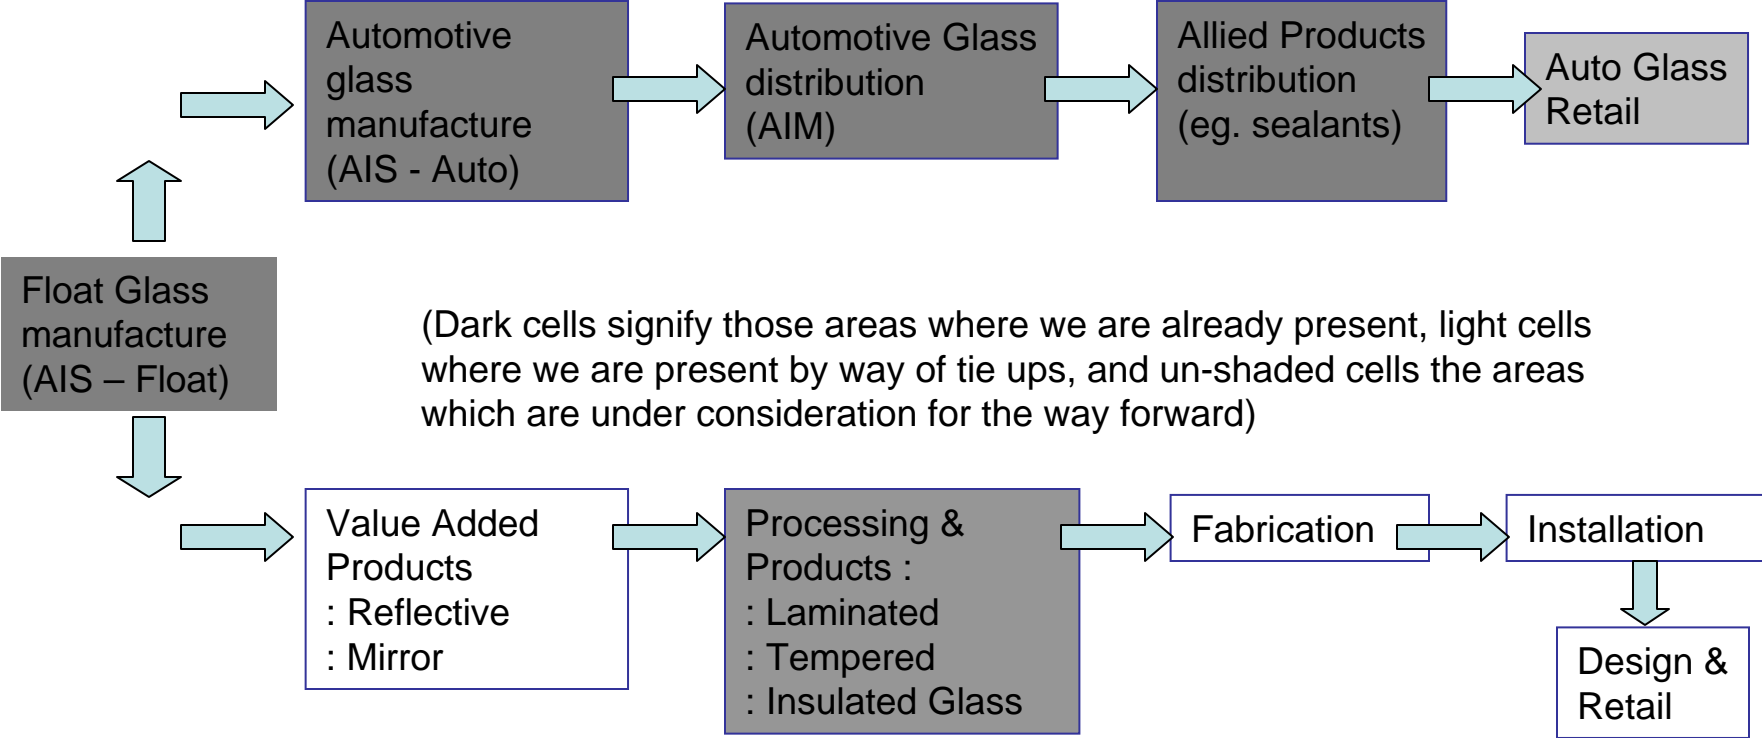 Automotive
glass
manufacture
(AIS - Auto)
Automotive Glass
distribution
(AIM)
Allied Products
distribution
(eg. sealants)
Auto Glass
Retail
Float Glass
manufacture
(AIS – Float)
(Dark cells signify those areas where we are already present, light cells
where we are present by way of tie ups, and un-shaded cells the areas
which are under consideration for the way forward)
Value Added
Products
: Reflective
: Mirror
Processing &
Products :
: Laminated
: Tempered
: Insulated Glass
Fabrication
Installation
Design &
Retail